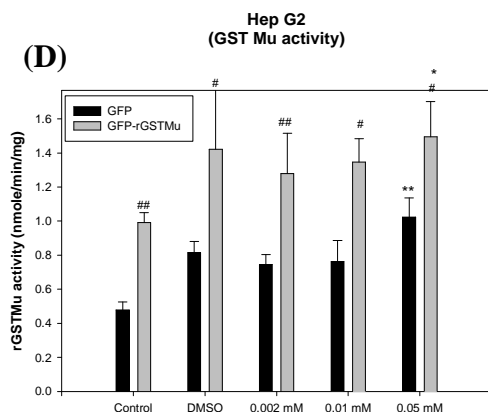 Hep G2
(GST Mu activity)
(D)
GFP
GFP-rGSTMu
rGSTMu activity (nmole/min/mg)
1.6
1.4
1.2
1.0
0.8
0.6
0.4
0.2
0.0
##
#
##
#
**
*
#
Control
DMSO
0.002 mM
0.01 mM
0.05 mM